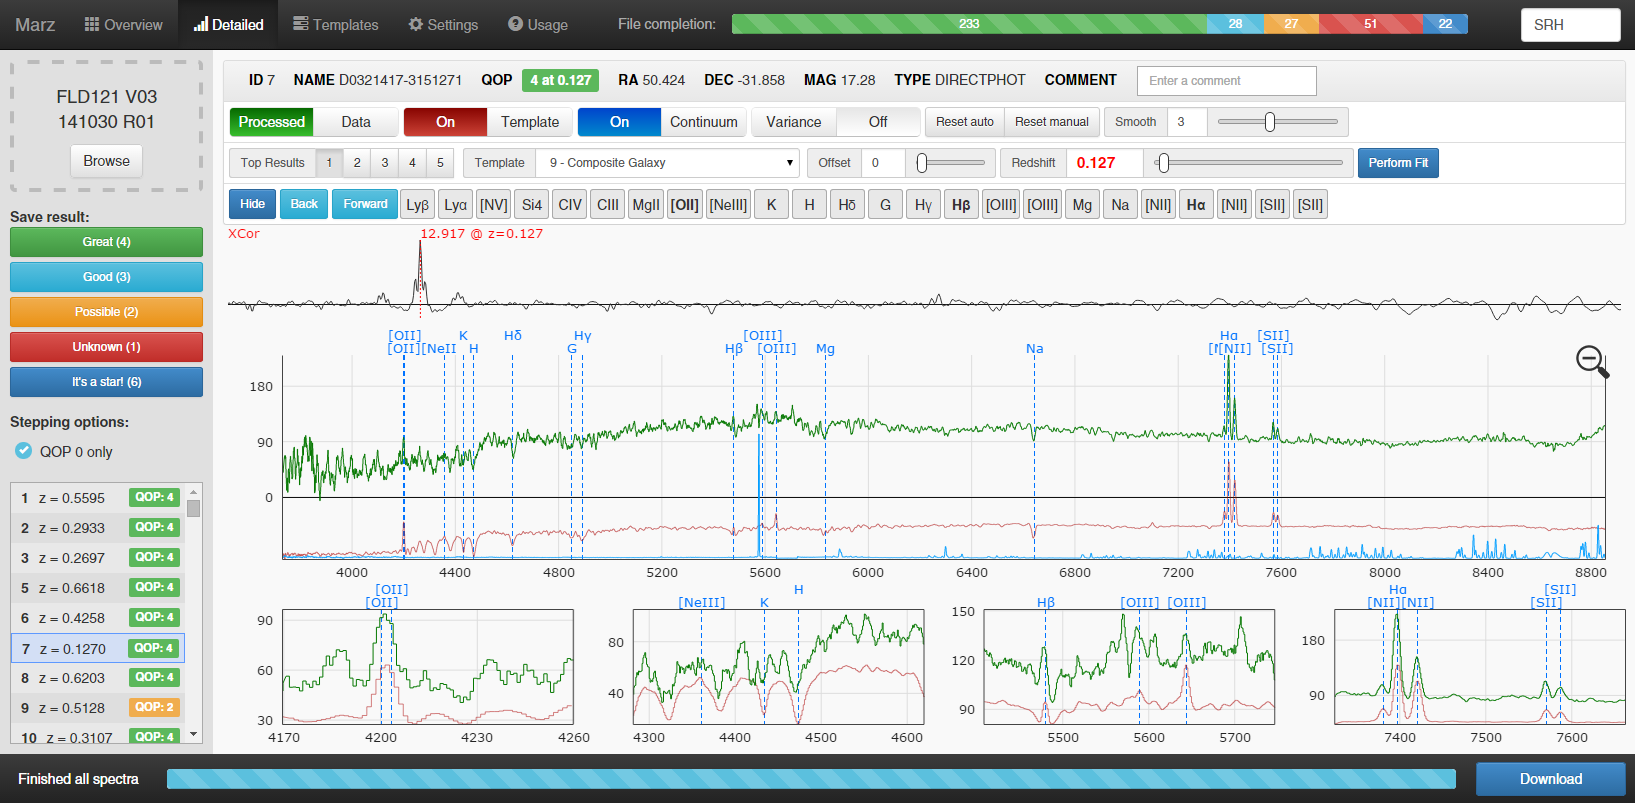 Marz Overview Detailed Templates Settings Usage File completion: 233 28 27 51 22 SRH
FLD121 V03
141030 R01
Browse
Save result:
Great (4)
Good (3)
Possible (2)
Unknown (1)
It's a star! (6)
Stepping options:
QOP 0 only
1 z = 0.5595 QOP: 4
2 z = 0.2933 QOP: 4
3 z = 0.2697 QOP: 4
5 z = 0.6618 QOP: 4
6 z = 0.4258 QOP: 4
7 z = 0.1270 QOP: 4
8 z = 0.6203 QOP: 4
9 z = 0.5128 QOP: 2
10 z = 0.3107 QOP: 4
ID 7 NAME D0321417-3151271 QOP 4 at 0.127 RA 50.424 DEC -31.858 MAG 17.28 TYPE DIRECTPHOT COMMENT Enter a comment
Processed Data On Template On Continuum Variance Off Reset auto Reset manual Smooth 3
Top Results 1 2 3 4 5 Template 9 - Composite Galaxy Offset 0 Redshift 0.127 Perform Fit
Hide Back Forward Lyβ Lyα [NV] Si4 CIV CIII MgII [OII] [NeIII] K H Hδ G Hγ Hβ [OIII] [OIII] Mg Na [NII] Hα [NII] [SII] [SII]
XCor 12.917 @ z=0.127
[OII] K Hδ Hγ [OIII] Hα [SII]
[OII] [NeII H G Hβ [OIII] Mg Na [NII] [SII]
180
90
0
4000 4400 4800 5200 5600 6000 6400 6800 7200 7600 8000 8400 8800
[OII]
[OII]
90
60
30
4170 4200 4230 4260
H
[NeIII] K
80
40
4300 4400 4500 4600
Hβ [OIII] [OIII]
150
120
90
5500 5600 5700
Hα [SII]
[NII] [NII] [SII]
180
90
7400 7500 7600
Finished all spectra Download